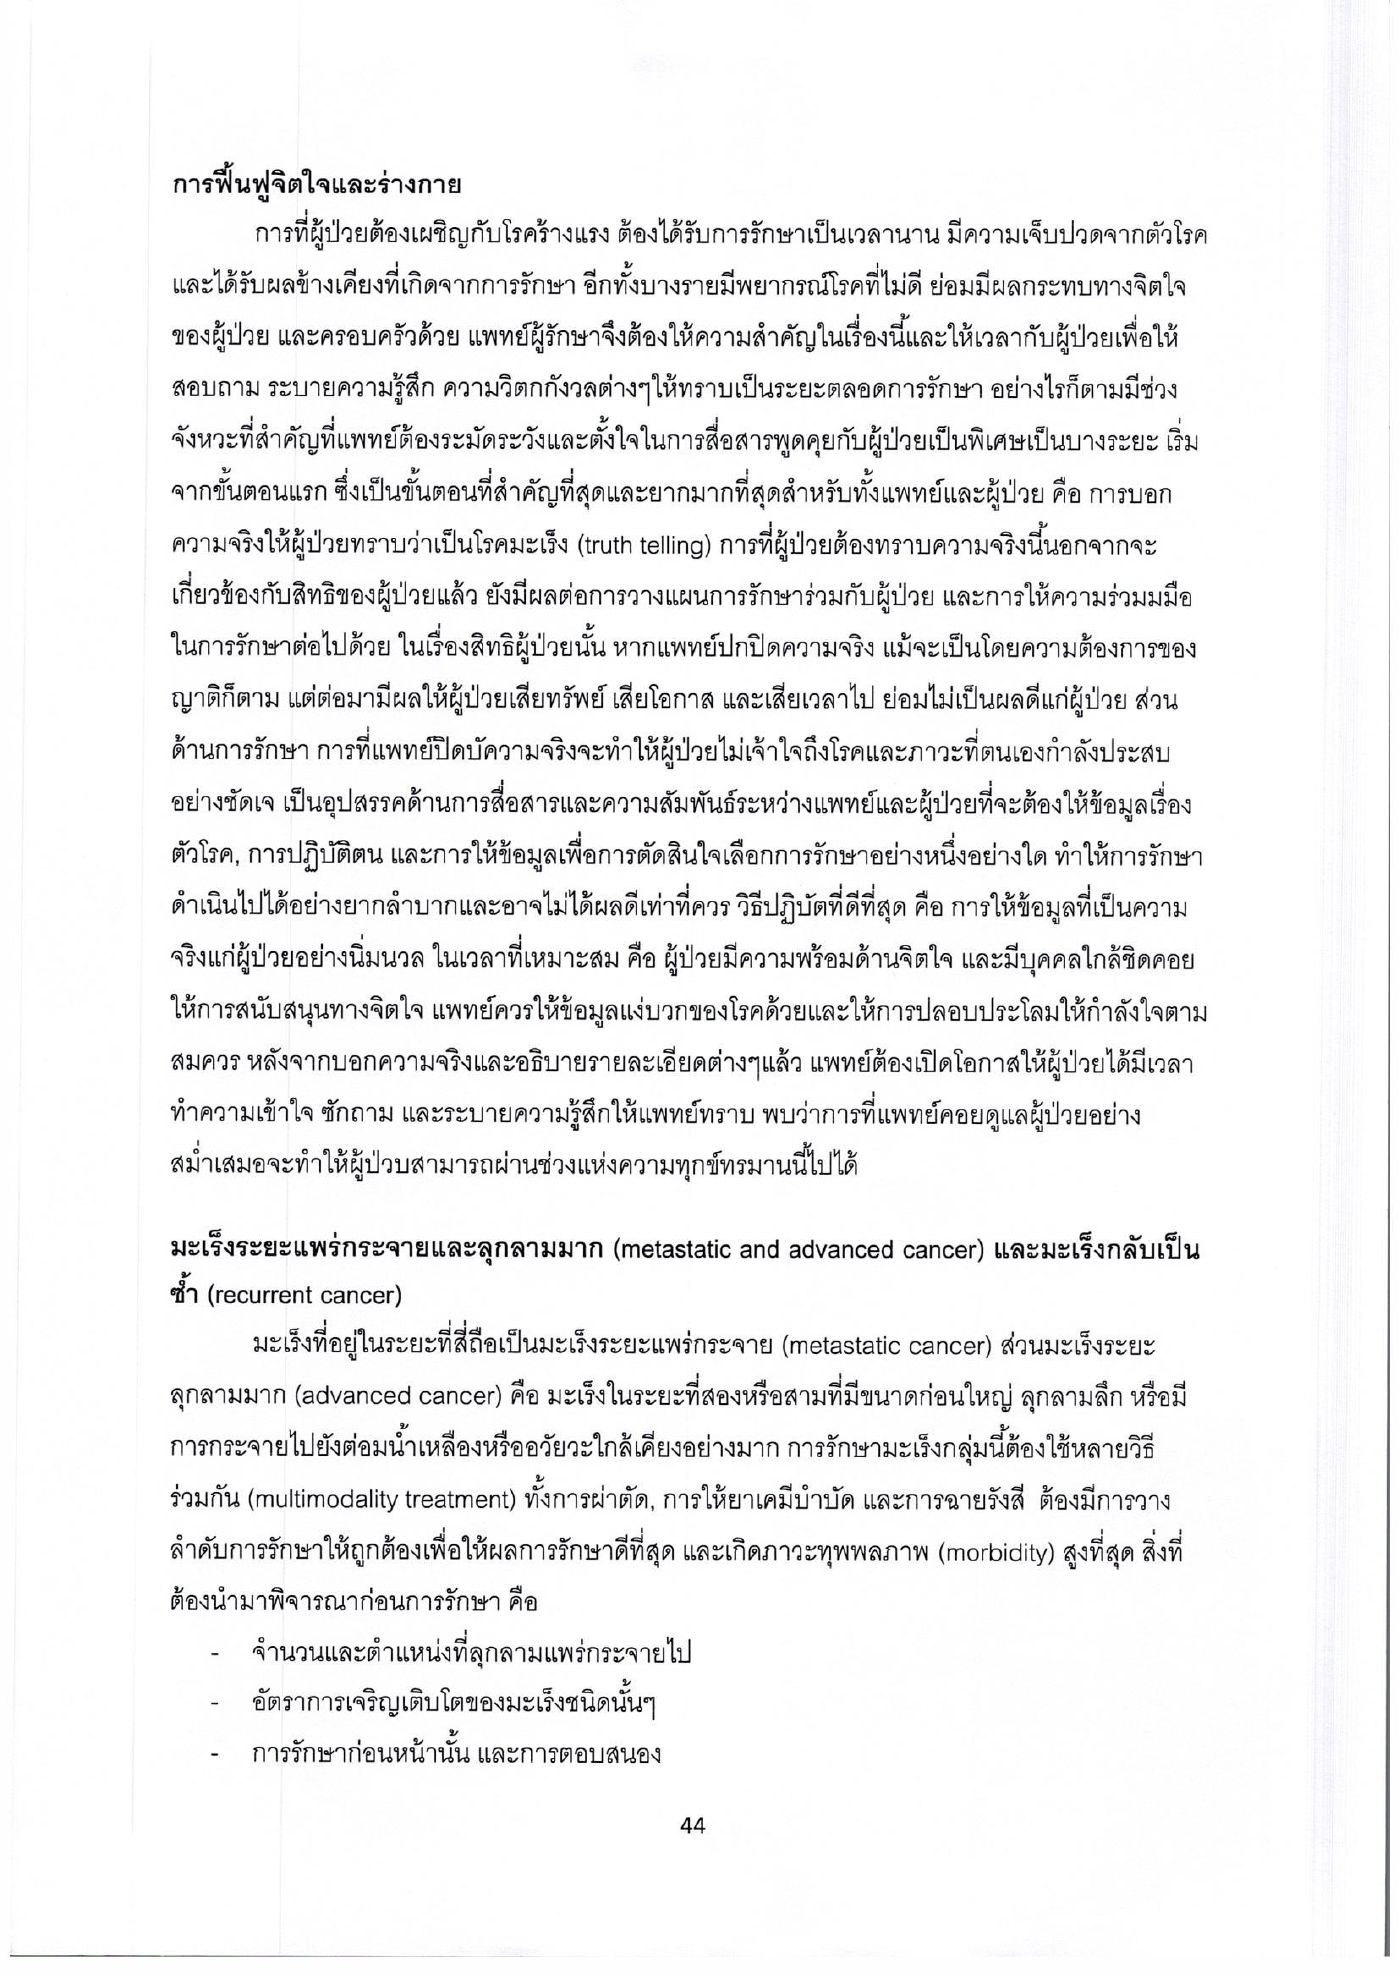 การฟื้นฟูจิตใจและร่างกาย
การที่ผู้ป่วยต้องเผชิญกับโรคร้างแรง ต้องได้รับการรักษาเป็นเวลานาน มีความเจ็บปวดจากตัวโรค
และได้รับผลข้างเคียงที่เกิดจากการรักษา อีกทั้งบางรายมีพยากรณ์โรคที่ไม่ดี ย่อมมีผลกระทบทางจิตใจ
ของผู้ป่วย และครอบครัวด้วย แพทย์ผู้รักษาจึงต้องให้ความสำคัญในเรื่องนี้และให้เวลากับผู้ป่วยเพื่อให้
สอบถาม ระบายความรู้สึก ความวิตกกังวลต่างๆให้ทราบเป็นระยะตลอดการรักษา อย่างไรก็ตามมีช่วง
จังหวะที่สำคัญที่แพทย์ต้องระมัดระวังและตั้งใจในการสื่อสารพูดคุยกับผู้ป่วยเป็นพิเศษเป็นบางระยะ เริ่ม
จากขั้นตอนแรก ซึ่งเป็นขั้นตอนที่สำคัญที่สุดและยากมากที่สุดสำหรับทั้งแพทย์และผู้ป่วย คือ การบอก
ความจริงให้ผู้ป่วยทราบว่าเป็นโรคมะเร็ง (truth telling) การที่ผู้ป่วยต้องทราบความจริงนี้นอกจากจะ
เกี่ยวข้องกับสิทธิของผู้ป่วยแล้ว ยังมีผลต่อการวางแผนการรักษาร่วมกับผู้ป่วย และการให้ความร่วมมมือ
ในการรักษาต่อไปด้วย ในเรื่องสิทธิผู้ป่วยนั้น หากแพทย์ปกปิดความจริง แม้จะเป็นโดยความต้องการของ
ญาติก็ตาม แต่ต่อมามีผลให้ผู้ป่วยเสียทรัพย์ เสียโอกาส และเสียเวลาไป ย่อมไม่เป็นผลดีแก่ผู้ป่วย ส่วน
ด้านการรักษา การที่แพทย์ปิดบัความจริงจะทำให้ผู้ป่วยไม่เจ้าใจถึงโรคและภาวะที่ตนเองกำลังประสบ
อย่างชัดเจ เป็นอุปสรรคด้านการสื่อสารและความสัมพันธ์ระหว่างแพทย์และผู้ป่วยที่จะต้องให้ข้อมูลเรื่อง
ตัวโรค, การปฏิบัติตน และการให้ข้อมูลเพื่อการตัดสินใจเลือกการรักษาอย่างหนึ่งอย่างใด ทำให้การรักษา
ดำเนินไปได้อย่างยากลำบากและอาจไม่ได้ผลดีเท่าที่ควร วิธีปฏิบัตที่ดีที่สุด คือ การให้ข้อมูลที่เป็นความ
จริงแก่ผู้ป่วยอย่างนิ่มนวล ในเวลาที่เหมาะสม คือ ผู้ป่วยมีความพร้อมด้านจิตใจ และมีบุคคลใกล้ชิดคอย
ให้การสนับสนุนทางจิตใจ แพทย์ควรให้ข้อมูลแง่บวกของโรคด้วยและให้การปลอบประโลมให้กำลังใจตาม
สมควร หลังจากบอกความจริงและอธิบายรายละเอียดต่างๆแล้ว แพทย์ต้องเปิดโอกาสให้ผู้ป่วยได้มีเวลา
ทำความเข้าใจ ซักถาม และระบายความรู้สึกให้แพทย์ทราบ พบว่าการที่แพทย์คอยดูแลผู้ป่วยอย่าง
สม่ำเสมอจะทำให้ผู้ป่วบสามารถผ่านช่วงแห่งความทุกข์ทรมานนี้ไปได้
มะเร็งระยะแพร่กระจายและลุกลามมาก (metastatic and advanced cancer) และมะเร็งกลับเป็น
ซ้ำ (recurrent cancer)
มะเร็งที่อยู่ในระยะที่สี่ถือเป็นมะเร็งระยะแพร่กระจาย (metastatic cancer) ส่วนมะเร็งระยะ
ลุกลามมาก (advanced cancer) คือ มะเร็งในระยะที่สองหรือสามที่มีขนาดก่อนใหญ่ ลุกลามลึก หรือมี
การกระจายไปยังต่อมน้ำเหลืองหรืออวัยวะใกล้เคียงอย่างมาก การรักษามะเร็งกลุ่มนี้ต้องใช้หลายวิธี
ร่วมกัน (multimodality treatment) ทั้งการผ่าตัด, การให้ยาเคมีบำบัด และการฉายรังสี ต้องมีการวาง
ลำดับการรักษาให้ถูกต้องเพื่อให้ผลการรักษาดีที่สุด และเกิดภาวะทุพพลภาพ (morbidity) สูงที่สุด สิ่งที่
ต้องนำมาพิจารณาก่อนการรักษา คือ
- จำนวนและตำแหน่งที่ลุกลามแพร่กระจายไป
- อัตราการเจริญเติบโตของมะเร็งชนิดนั้นๆ
- การรักษาก่อนหน้านั้น และการตอบสนอง
44